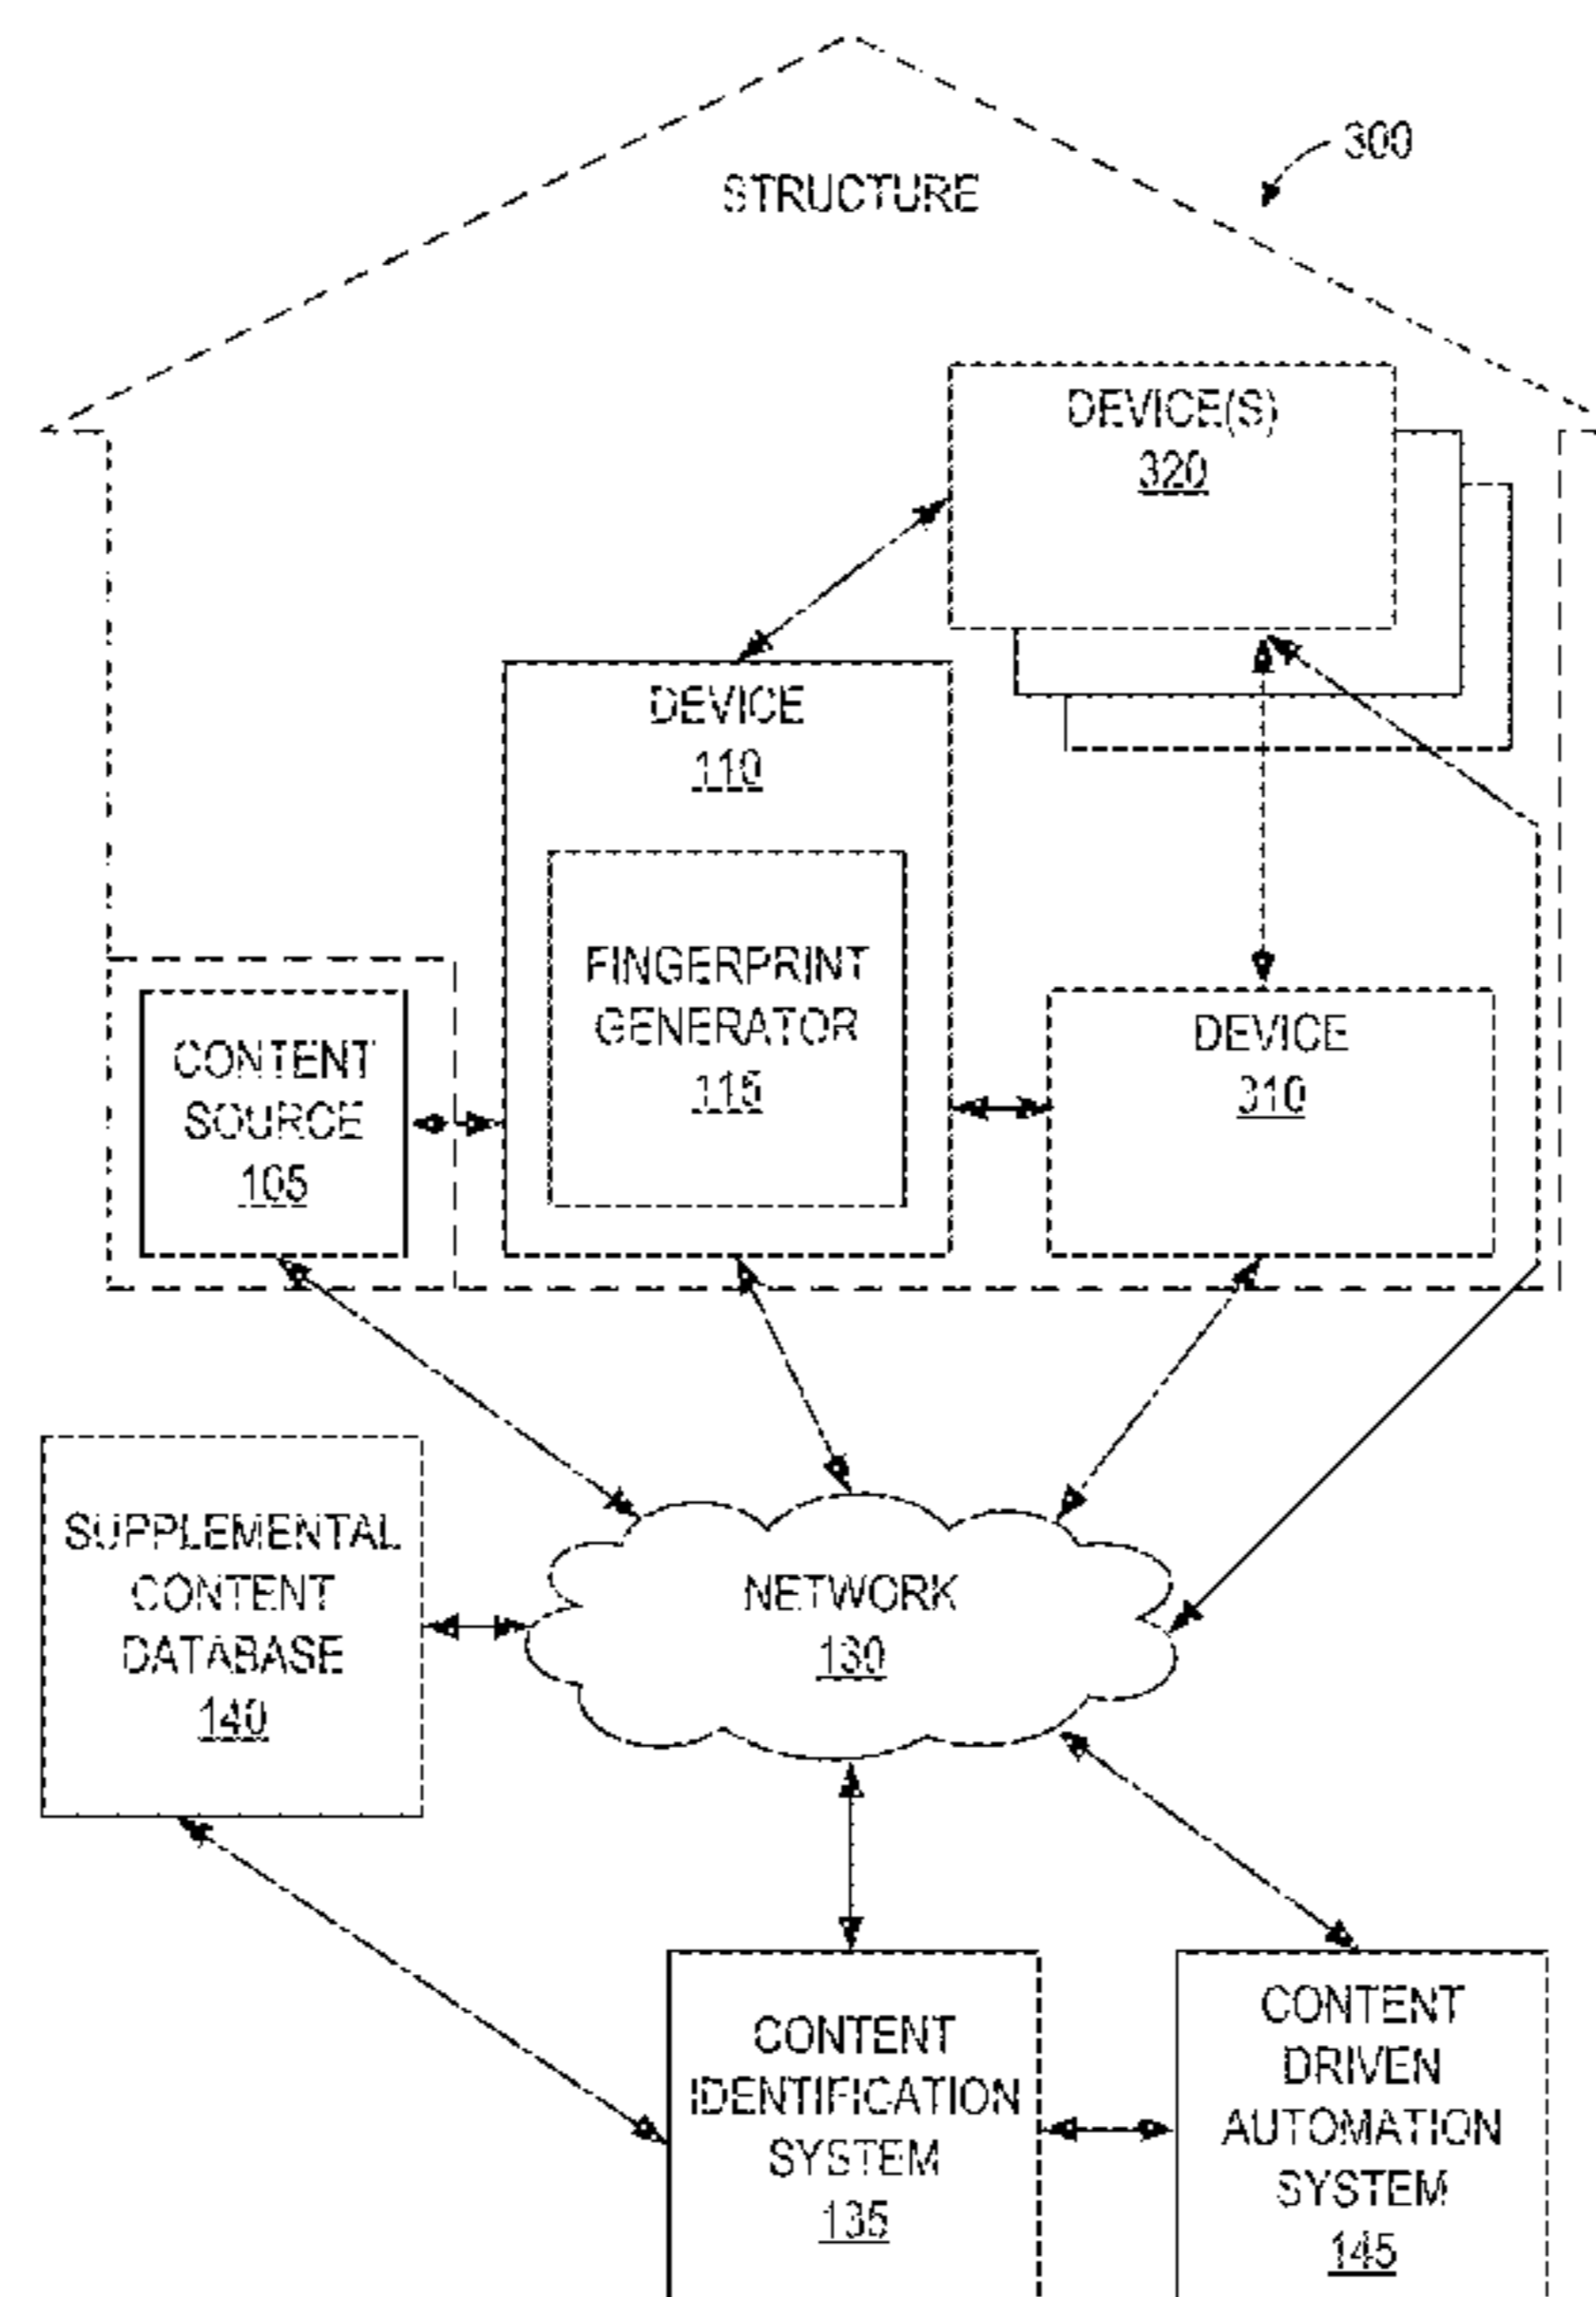 300
STRUCTURE
DEVICE(S)
320
DEVICE
110
FINGERPRINT
GENERATOR
115
CONTENT
SOURCE
105
DEVICE
310
SUPPLEMENTAL
CONTENT
DATABASE
140
NETWORK
130
CONTENT
IDENTIFICATION
SYSTEM
135
CONTENT
DRIVEN
AUTOMATION
SYSTEM
145